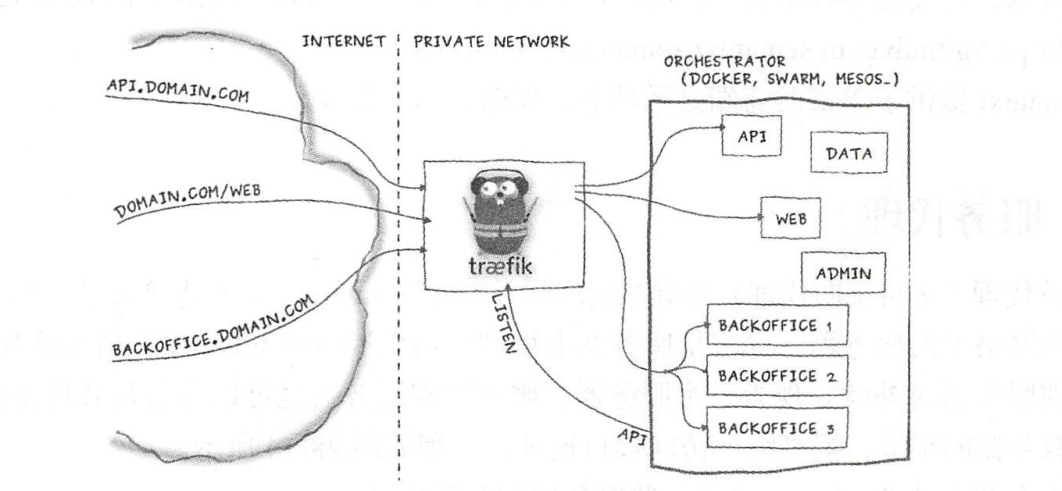 INTERNET
PRIVATE NETWORK
ORCHESTRATOR
(DOCKER, SWARM, MESOS..)
API.DOMAIN.COM
API
DATA
DOMAIN.COM/WEB
WEB
træfik
ADMIN
LISTEN
BACKOFFICE.DOMAIN.COM
BACKOFFICE 1
BACKOFFICE 2
BACKOFFICE 3
API